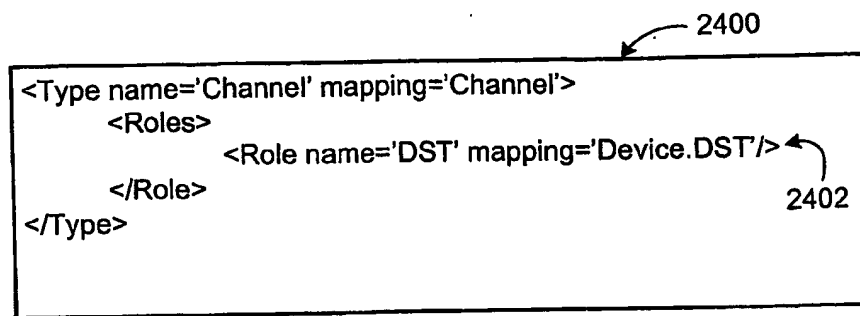 2400
<Type name='Channel' mapping='Channel'>
<Roles>
<Role name='DST' mapping='Device.DST'/>
</Role>
2402
</Type>